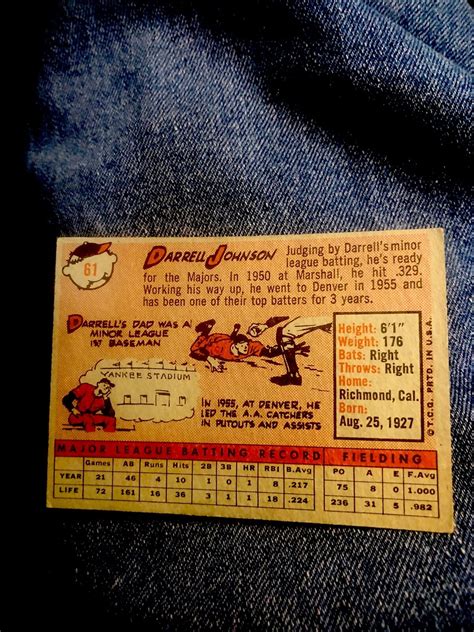 61
DARRELL JOHNSON Judging by Darrell's minor
league batting, he's ready
for the Majors. In 1950 at Marshall, he hit .329.
Working his way up, he went to Denver in 1955 and
has been one of their top batters for 3 years.
DARRELL'S DAD WAS A
MINOR LEAGUE
1ST BASEMAN
YANKEE STADIUM
IN 1955, AT DENVER, HE
LED THE A.A. CATCHERS
IN PUTOUTS AND ASSISTS
Height: 6'1"
Weight: 176
Bats: Right
Throws: Right
Home:
Richmond, Cal.
Born:
Aug. 25, 1927
© T.C.G. PRTD. IN U.S.A.
MAJOR LEAGUE BATTING RECORD FIELDING
Games AB Runs Hits 2B 3B HR RBI B.Avg PO A E F.Avg
YEAR 21 46 4 10 1 0 1 8 .217 75 8 0 1.000
LIFE 72 161 16 36 5 0 1 18 .224 236 31 5 .982